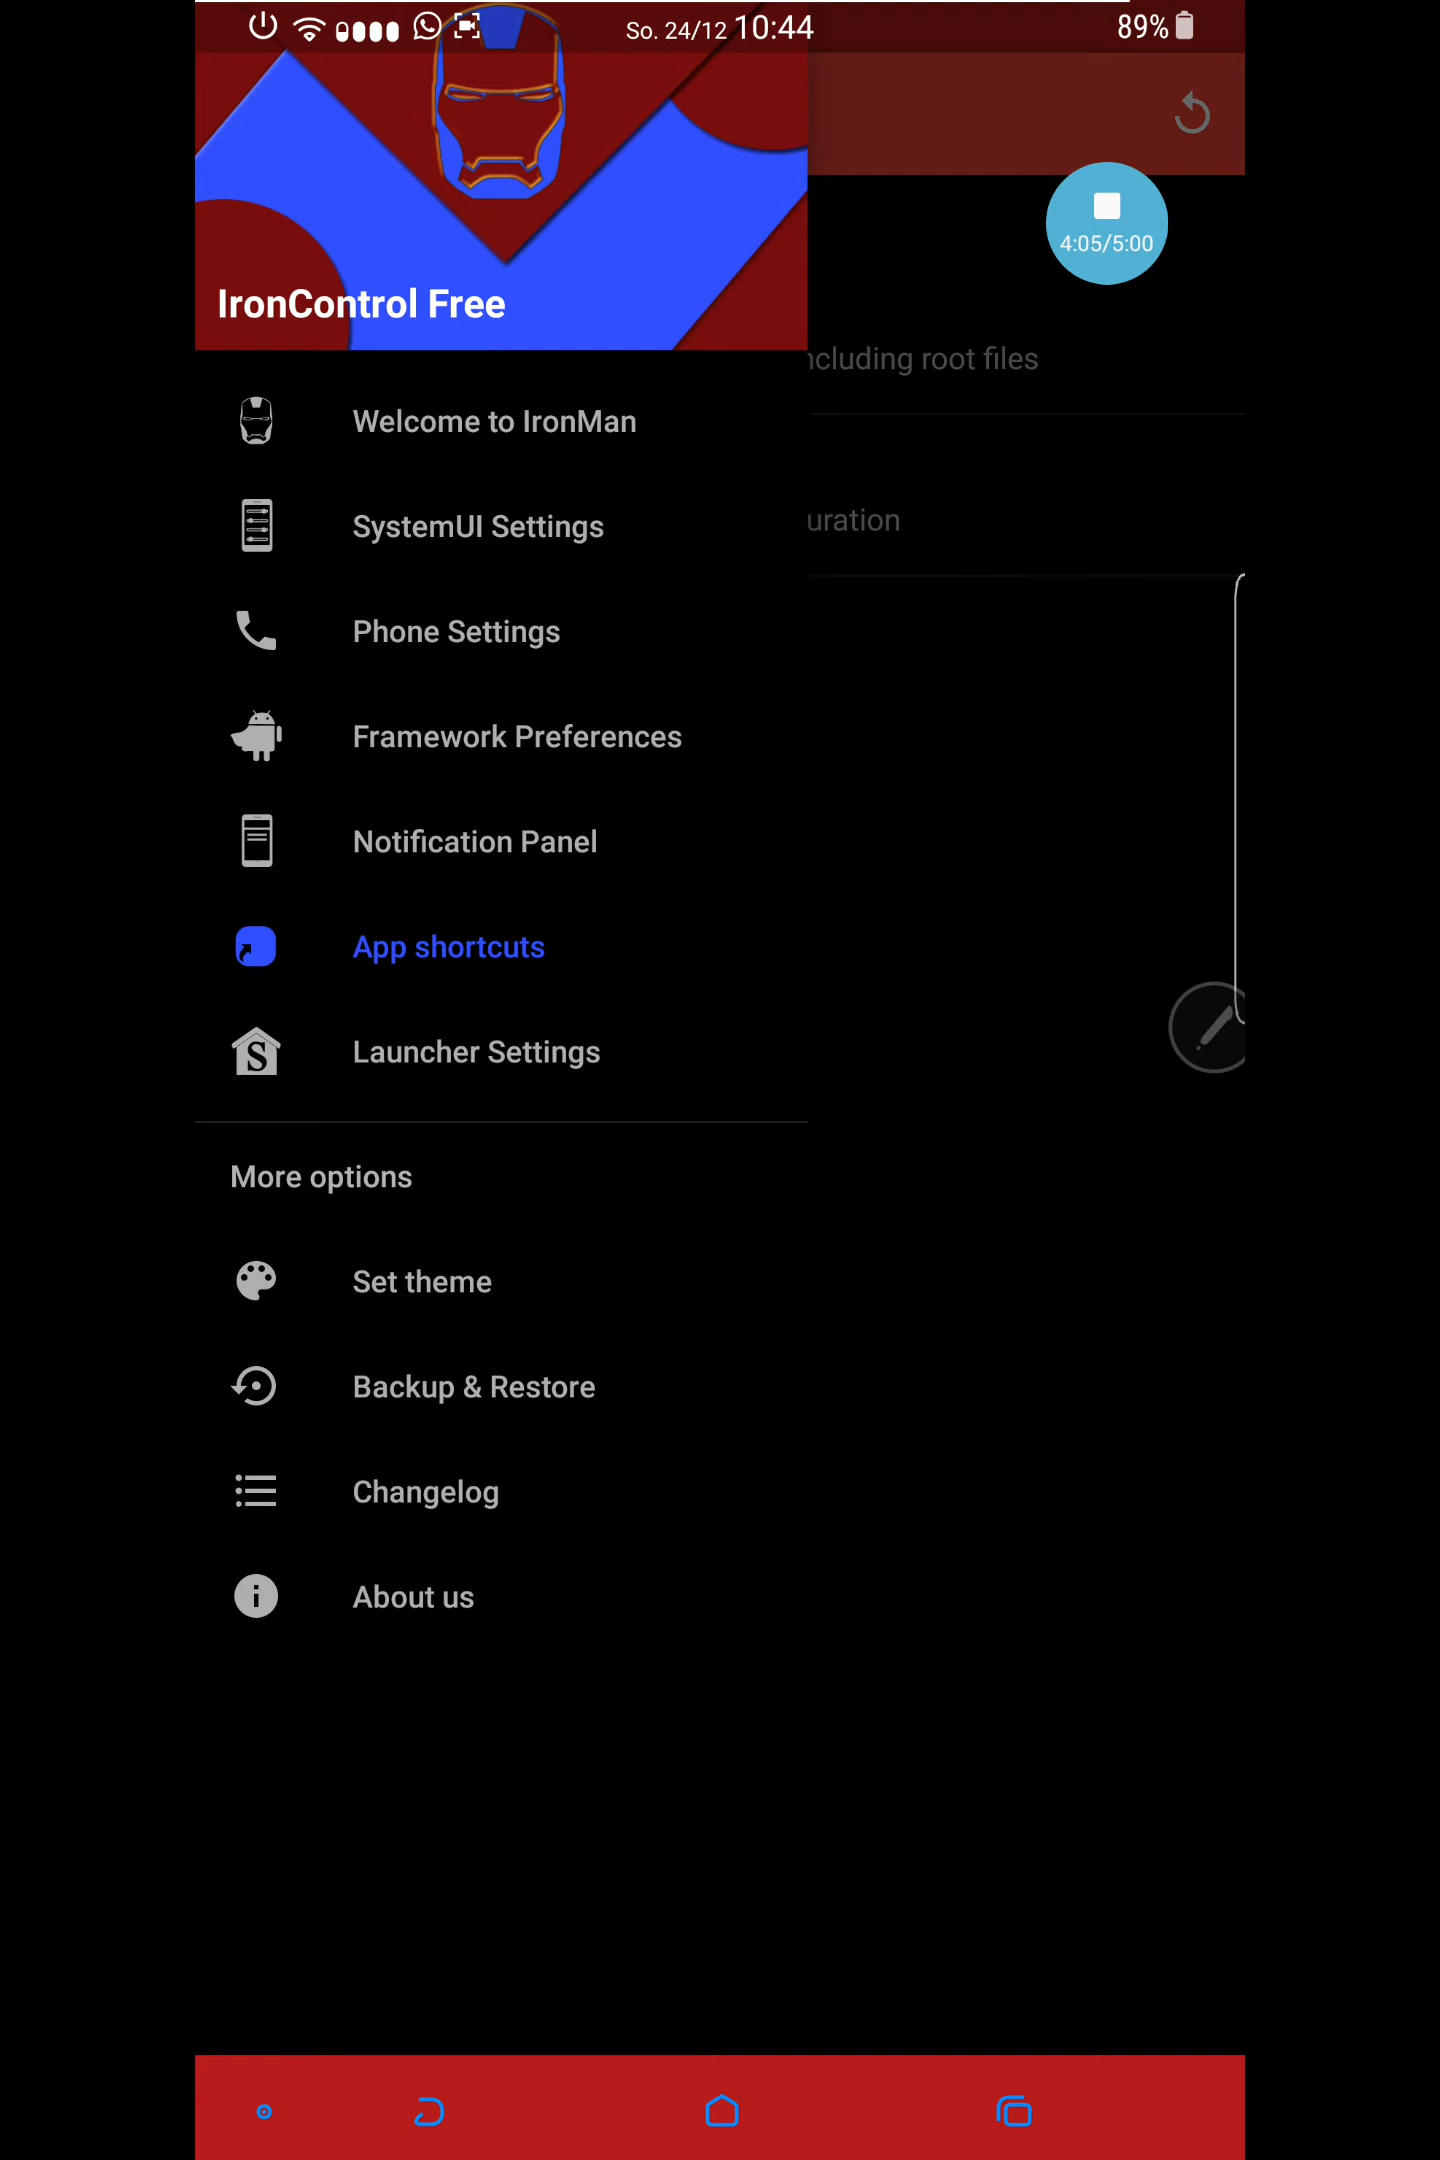 So. 24/12 10:44 89%
4:05/5:00
IronControl Free
ncluding root files
Welcome to IronMan
uration
SystemUI Settings
Phone Settings
Framework Preferences
Notification Panel
App shortcuts
Launcher Settings
More options
Set theme
Backup & Restore
Changelog
About us